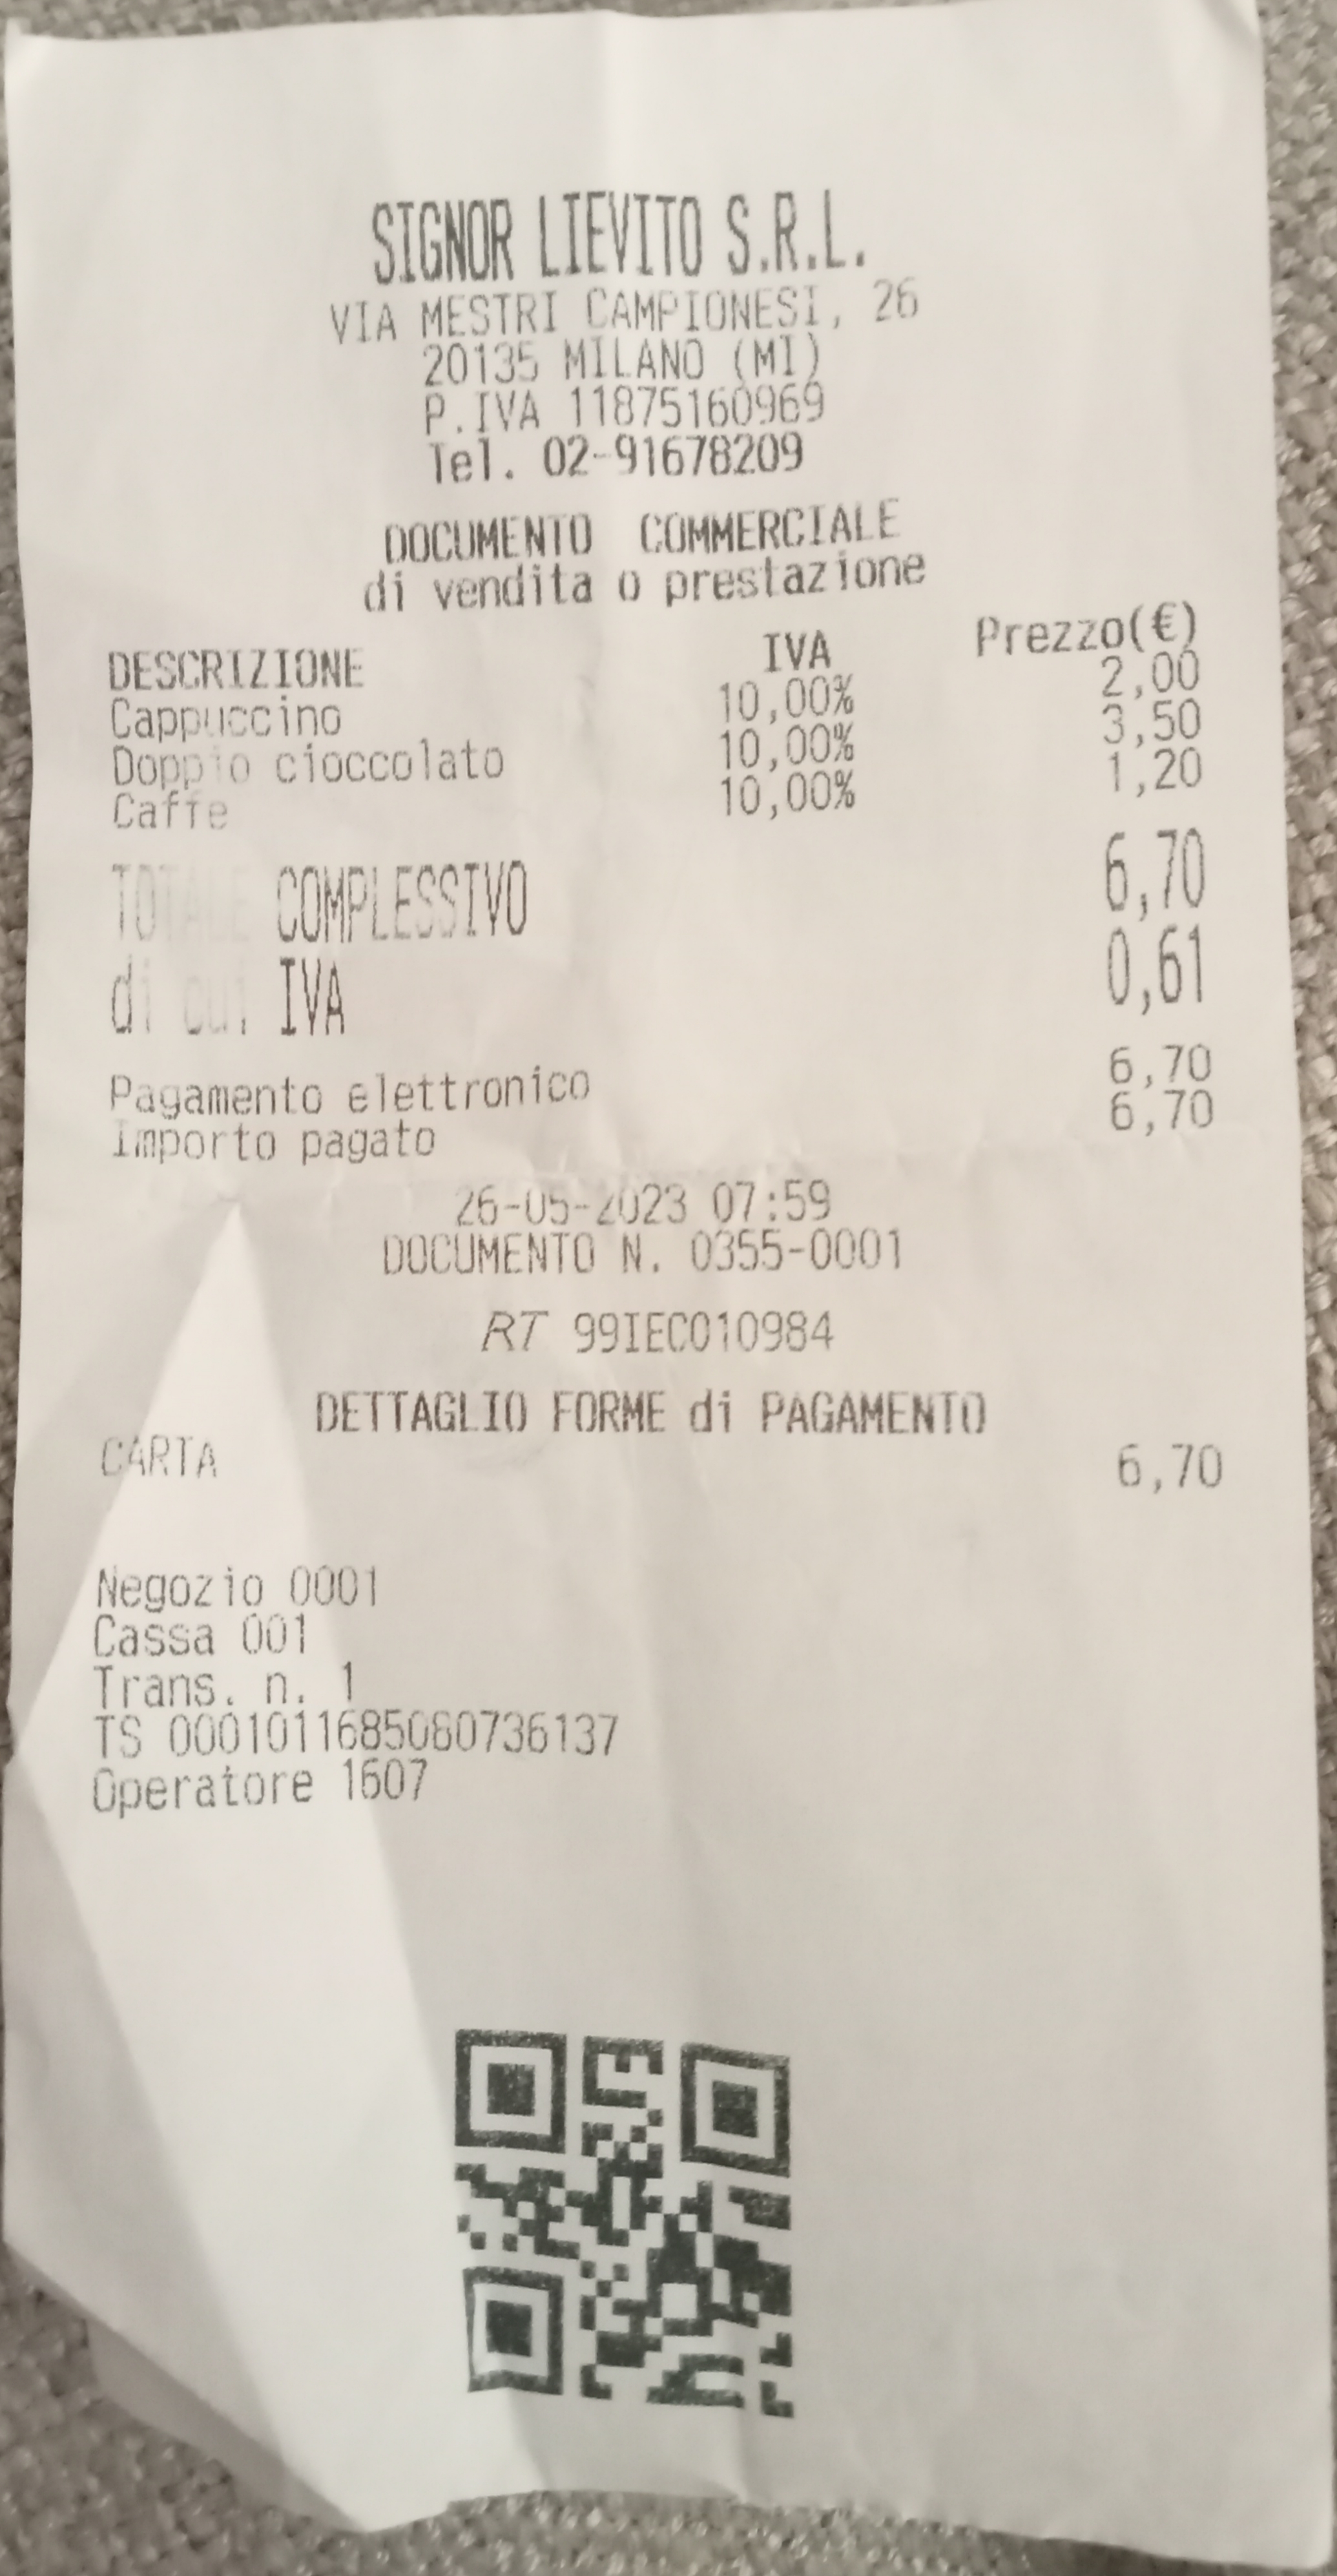 SIGNOR LIEVITO S.R.L.
VIA MESTRI CAMPIONESI, 26
20135 MILANO (MI)
P.IVA 11875160969
Tel. 02-91678209
DOCUMENTO COMMERCIALE
di vendita o prestazione
DESCRIZIONE IVA Prezzo(€)
Cappuccino 10,00% 2,00
Doppio cioccolato 10,00% 3,50
Caffe 10,00% 1,20
TOTALE COMPLESSIVO 6,70
di cui IVA 0,61
Pagamento elettronico 6,70
Importo pagato 6,70
26-05-2023 07:59
DOCUMENTO N. 0355-0001
RT 99IEC010984
DETTAGLIO FORME di PAGAMENTO
CARTA 6,70
Negozio 0001
Cassa 001
Trans. n. 1
TS 0001011685080736137
Operatore 1607